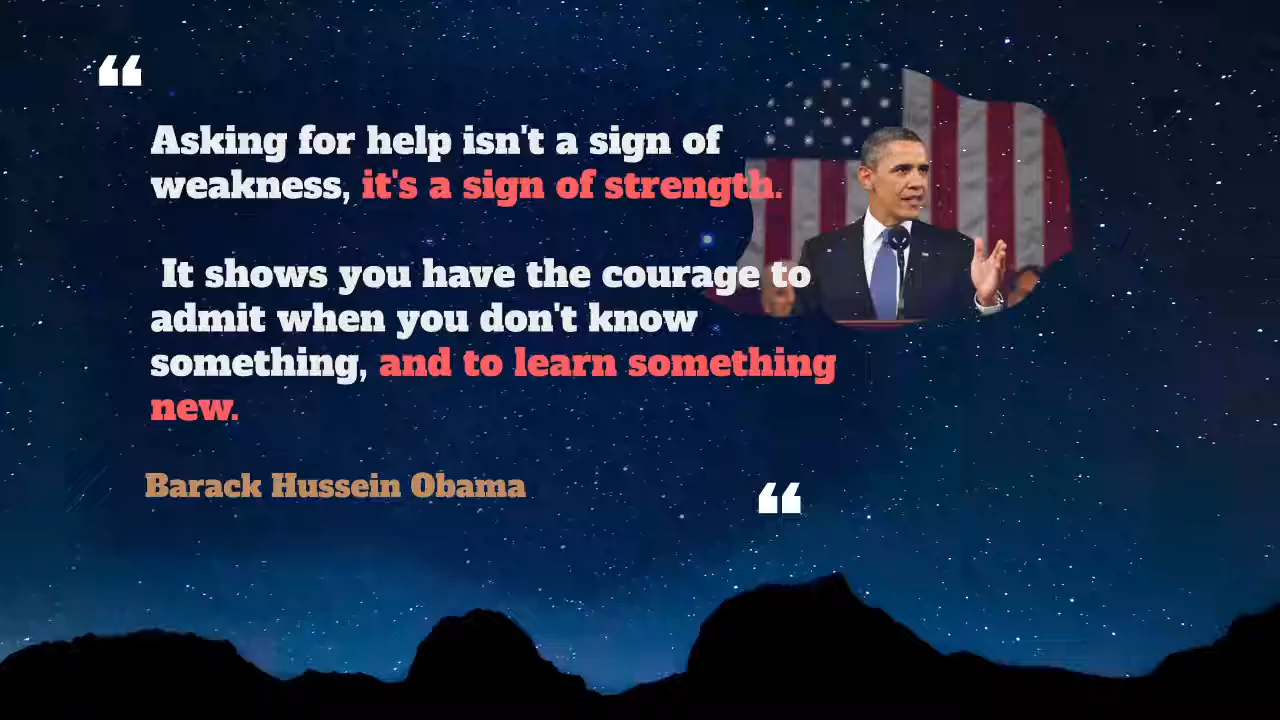 ❝
Asking for help isn't a sign of
weakness, it's a sign of strength.
It shows you have the courage to
admit when you don't know
something, and to learn something
new.
Barack Hussein Obama
❝